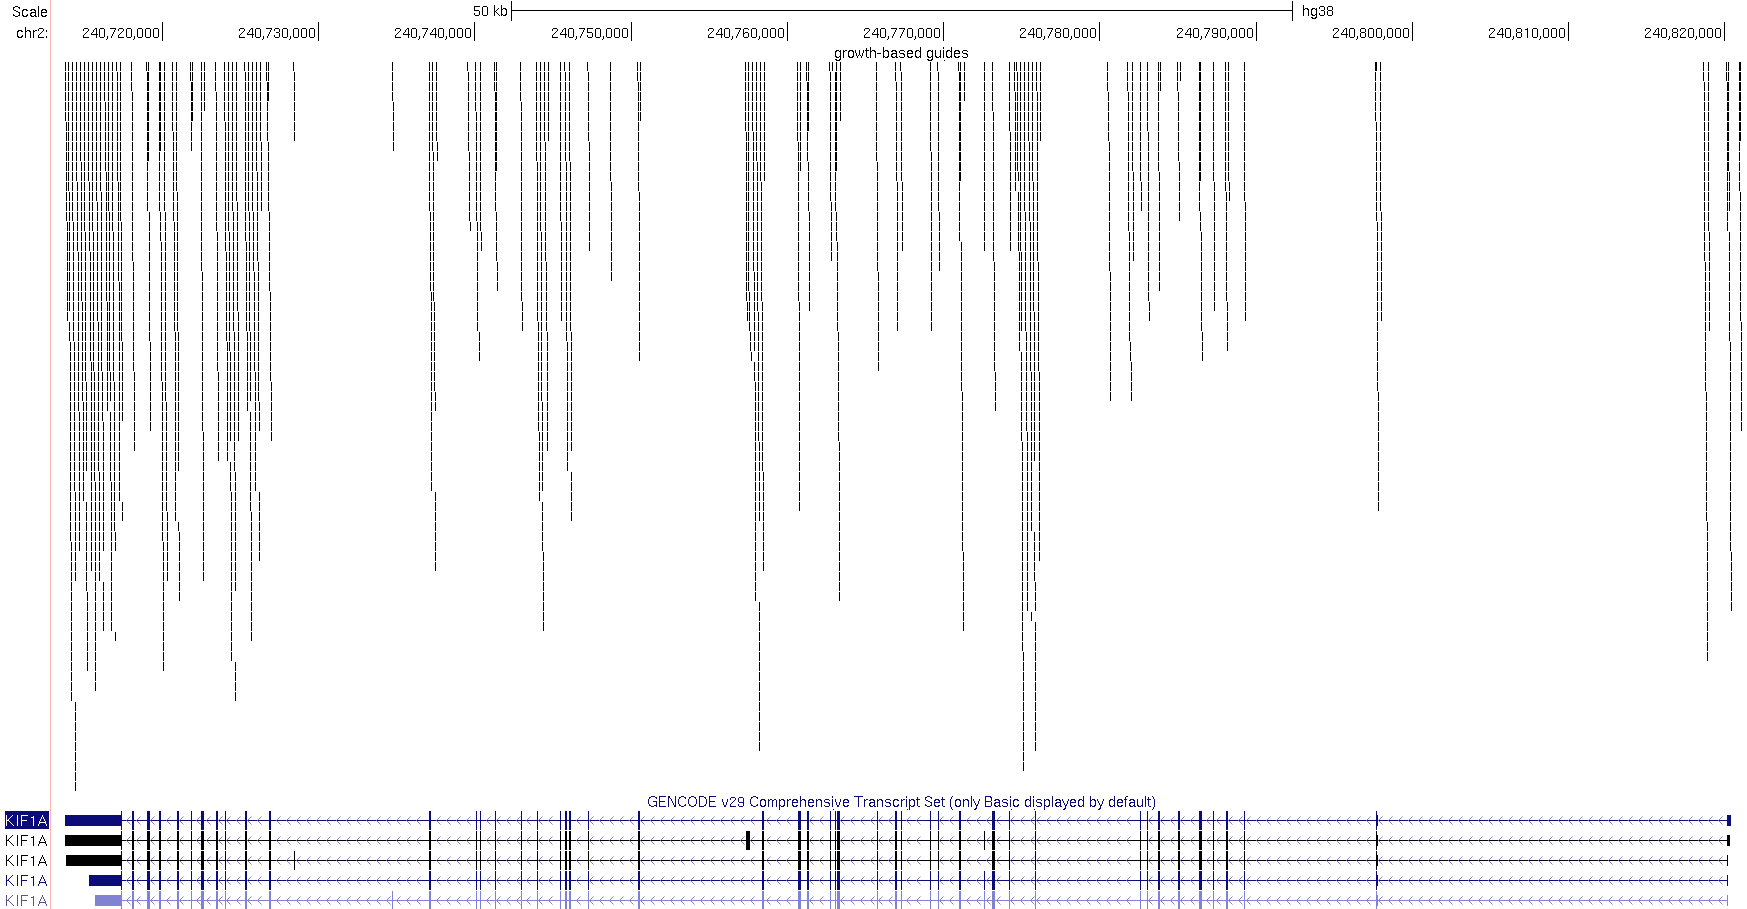 Scale 50 kb hg38
chr2: 240,720,000 240,730,000 240,740,000 240,750,000 240,760,000 240,770,000 240,780,000 240,790,000 240,800,000 240,810,000 240,820,000
growth-based guides
GENCODE v29 Comprehensive Transcript Set (only Basic displayed by default)
KIF1A
KIF1A
KIF1A
KIF1A
KIF1A